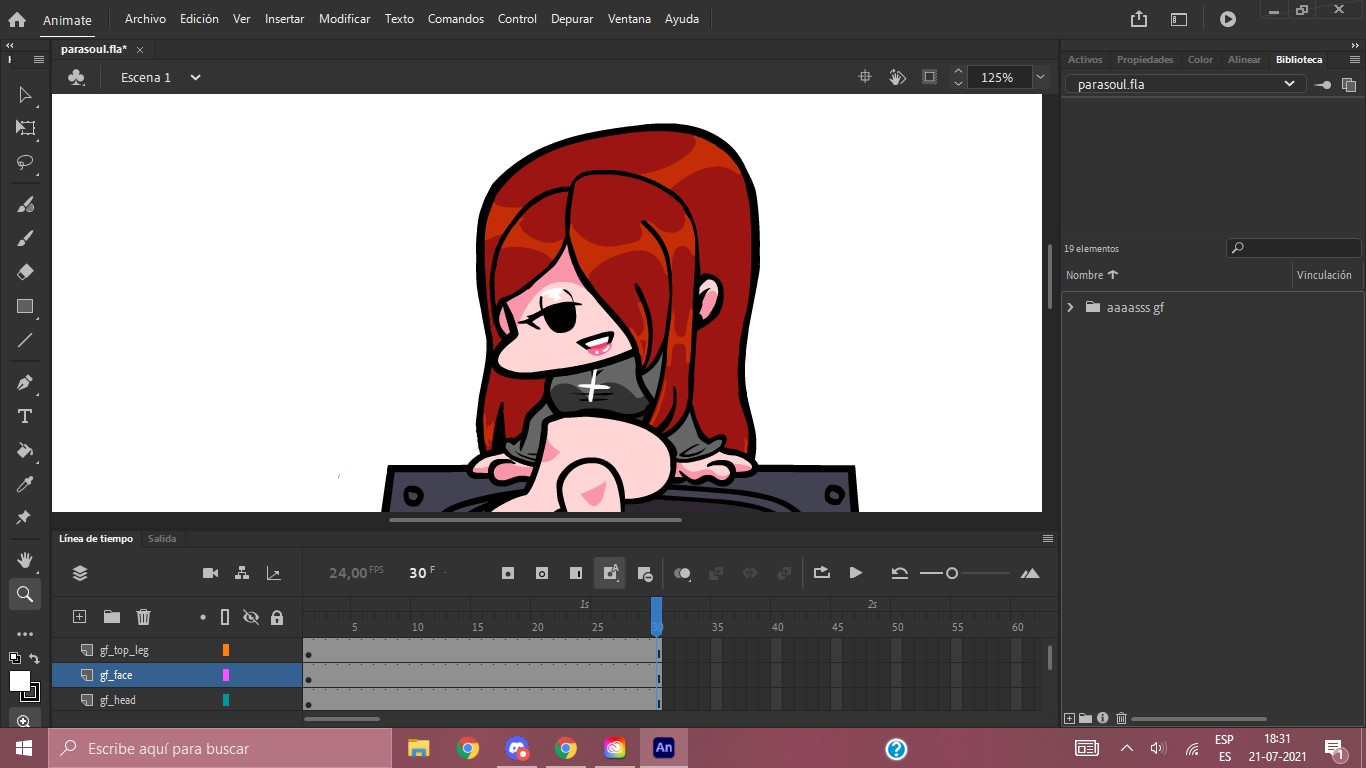 Animate
Archivo Edición Ver Insertar Modificar Texto Comandos Control Depurar Ventana Ayuda
parasoul.fla*
Escena 1
125%
Activos Propiedades Color Alinear Biblioteca
parasoul.fla
19 elementos
Nombre Vinculación
aaaasss gf
Línea de tiempo Salida
24,00 FPS 30 F
1s 2s
5 10 15 20 25 30 35 40 45 50 55 60
gf_top_leg
gf_face
gf_head
Escribe aquí para buscar
An
ESP
ES
18:31
21-07-2021
1